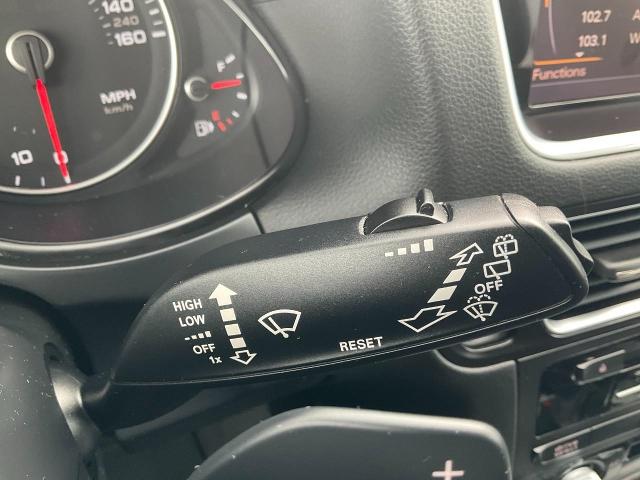 140
240
160
MPH
km/h
10
0
102.7
103.1
Functions
HIGH
LOW
OFF
1x
RESET
OFF
+